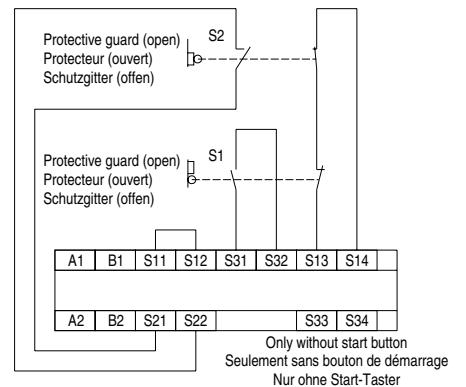 Protective guard (open) S2
Protecteur (ouvert)
Schutzgitter (offen)
Protective guard (open) S1
Protecteur (ouvert)
Schutzgitter (offen)
A1 B1 S11 S12 S31 S32 S13 S14
A2 B2 S21 S22 S33 S34
Only without start button
Seulement sans bouton de démarrage
Nur ohne Start-Taster